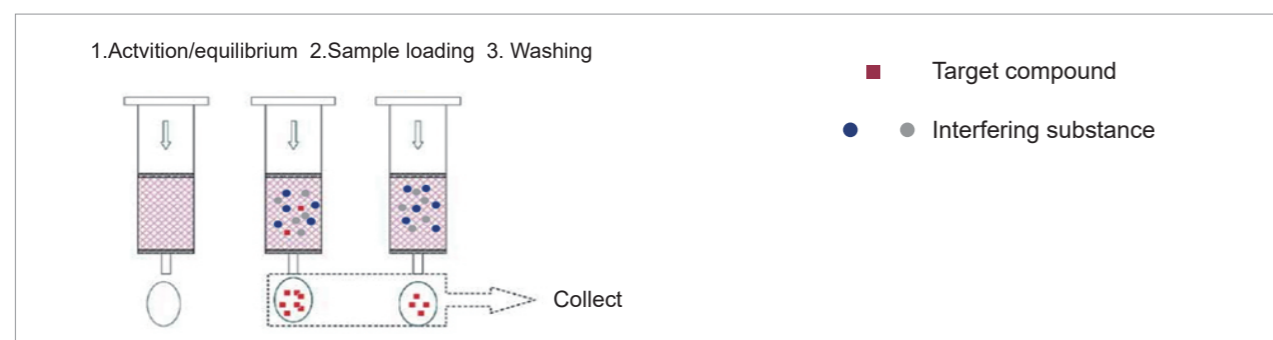 1.Actvition/equilibrium 2.Sample loading 3. Washing
Target compound
Interfering substance
Collect